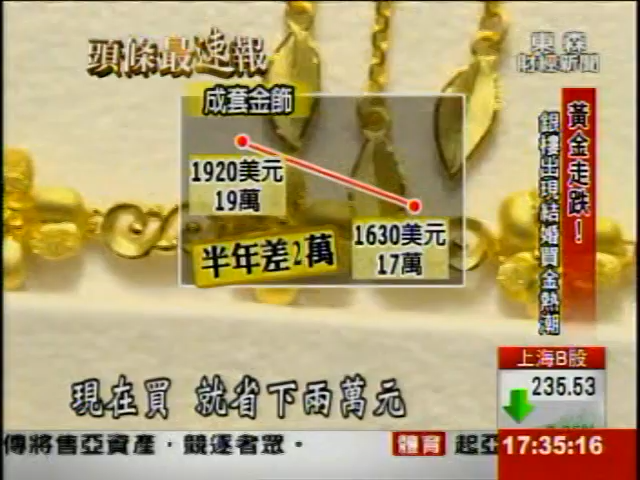 頭條最速報
東森
財經新聞
成套金飾
1920美元
19萬
1630美元
17萬
半年差2萬
黃金走跌！
銀樓出現結婚買金熱潮
現在買 就省下兩萬元
上海B股
235.53
傳將售亞資產，競逐者眾。
體育 起亞
17:35:16